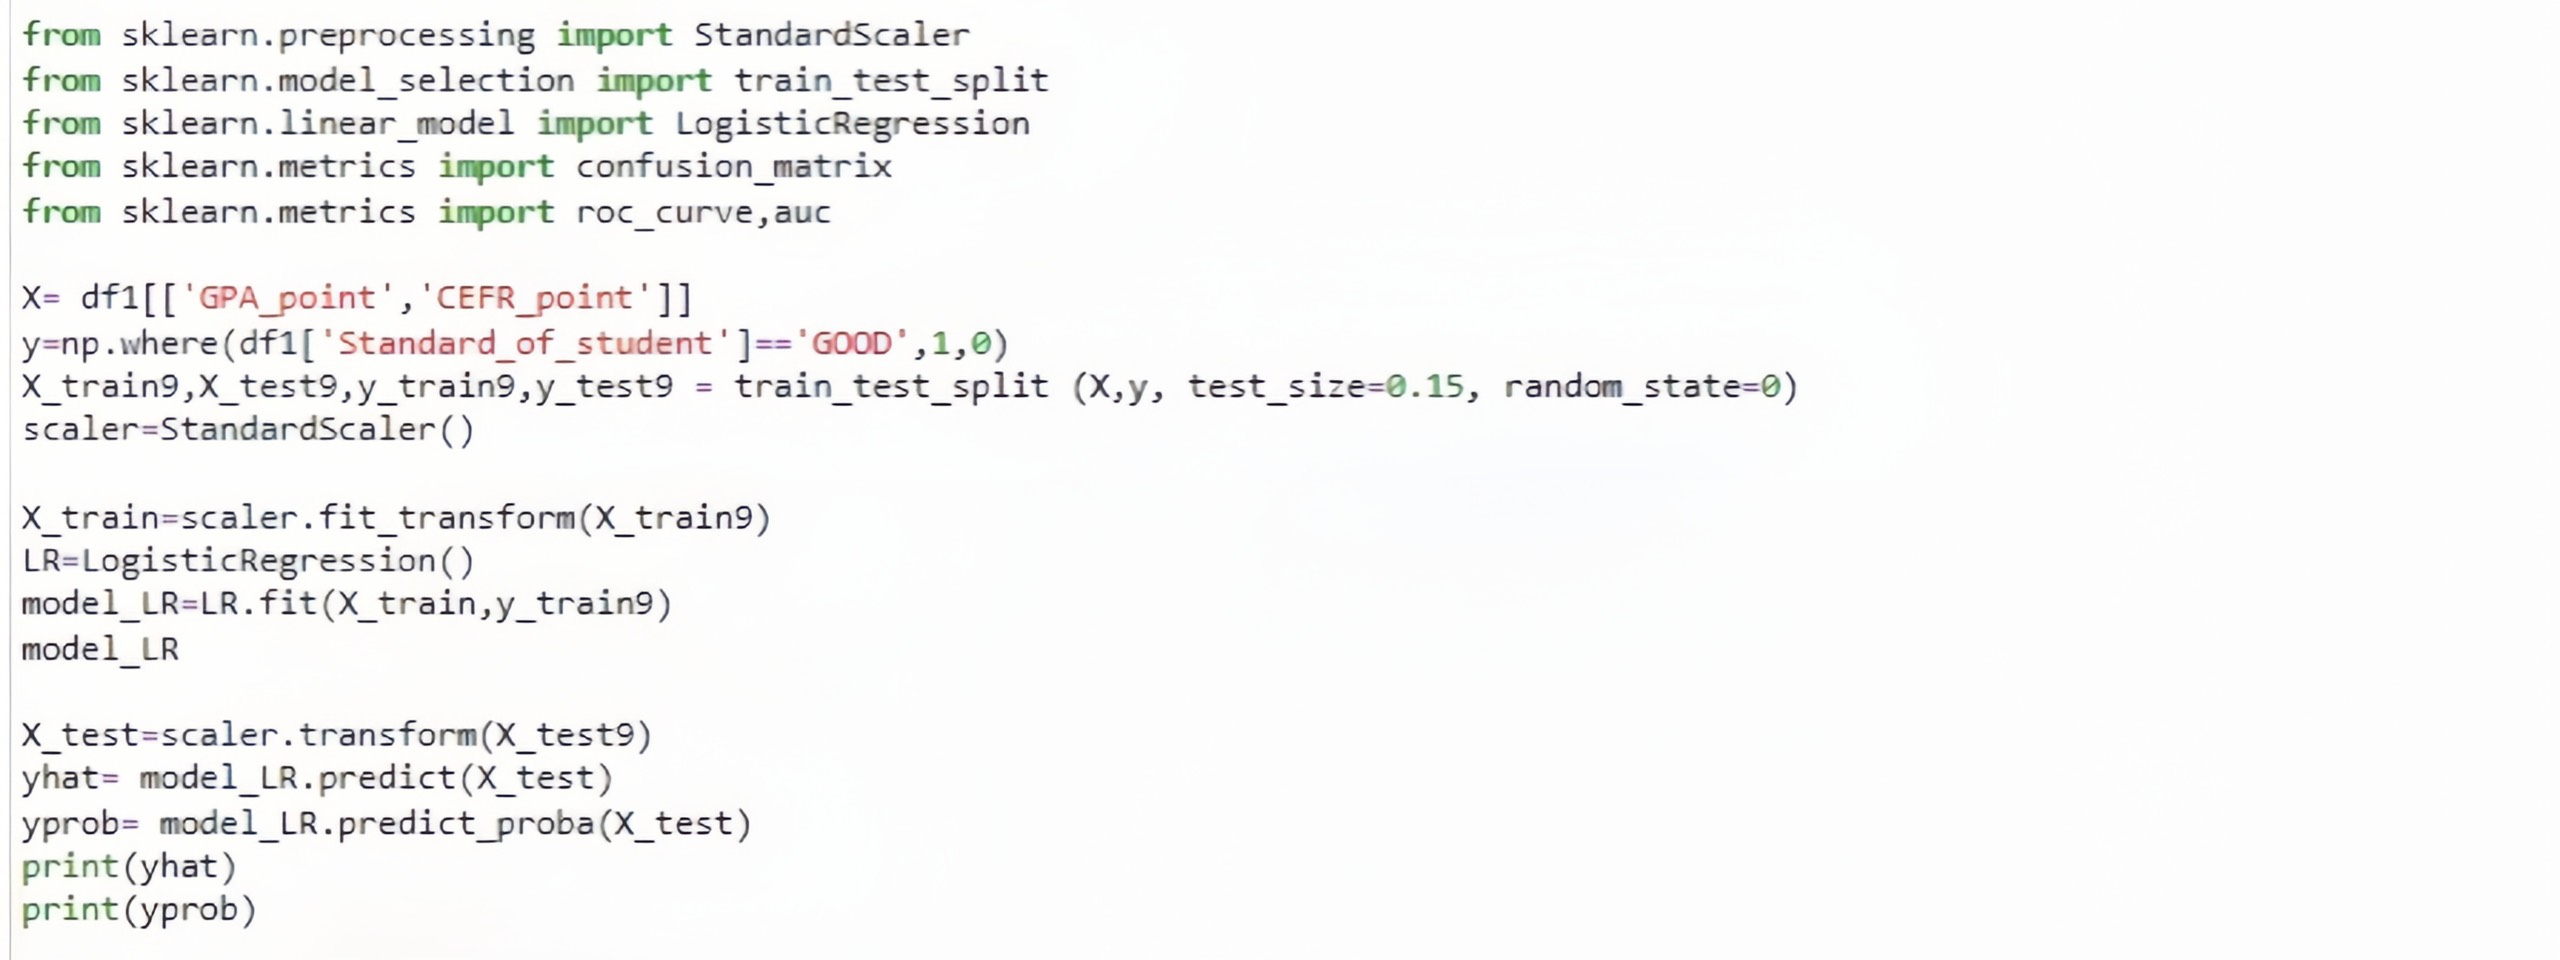 from sklearn.preprocessing import StandardScaler
from sklearn.model_selection import train_test_split
from sklearn.linear_model import LogisticRegression
from sklearn.metrics import confusion_matrix
from sklearn.metrics import roc_curve,auc
X= df1[['GPA_point','CEFR_point']]
y=np.where(df1['Standard_of_student']=='GOOD',1,0)
X_train9,X_test9,y_train9,y_test9 = train_test_split (X,y, test_size=0.15, random_state=0)
scaler=StandardScaler()
X_train=scaler.fit_transform(X_train9)
LR=LogisticRegression()
model_LR=LR.fit(X_train,y_train9)
model_LR
X_test=scaler.transform(X_test9)
yhat= model_LR.predict(X_test)
yprob= model_LR.predict_proba(X_test)
print(yhat)
print(yprob)